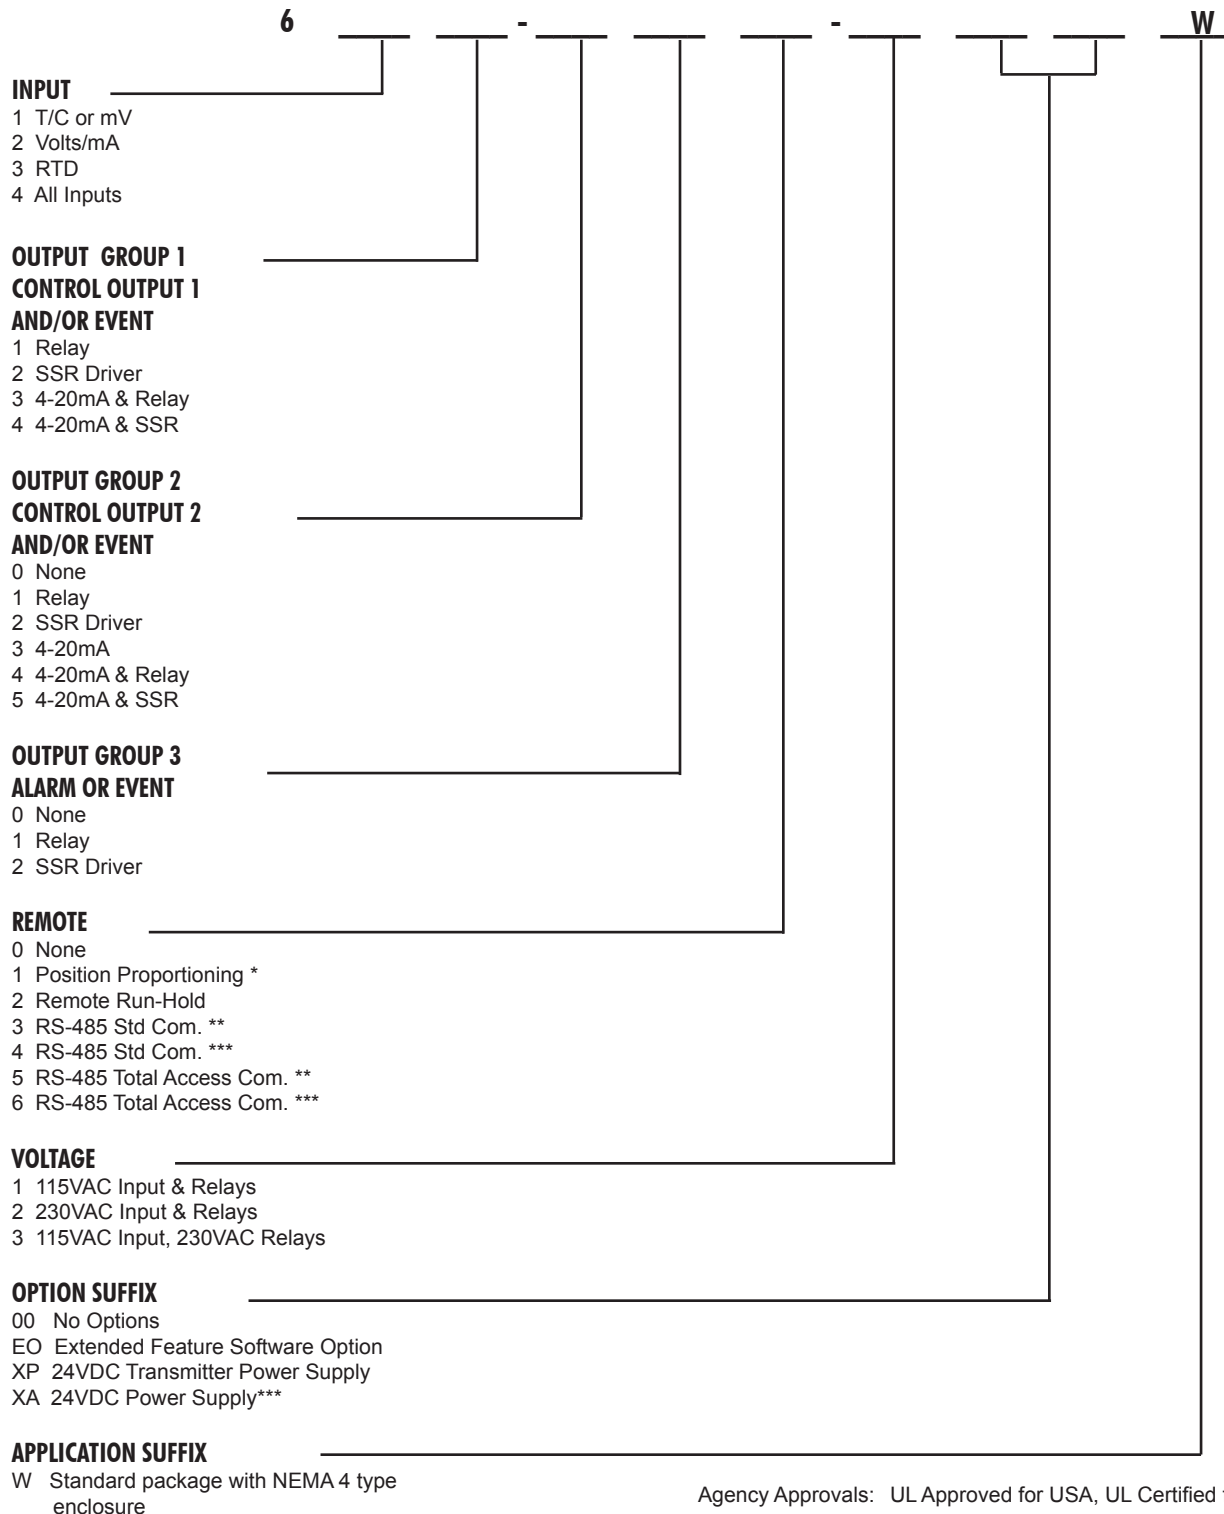 6 - - W
INPUT
1 T/C or mV
2 Volts/mA
3 RTD
4 All Inputs
OUTPUT GROUP 1
CONTROL OUTPUT 1
AND/OR EVENT
1 Relay
2 SSR Driver
3 4-20mA & Relay
4 4-20mA & SSR
OUTPUT GROUP 2
CONTROL OUTPUT 2
AND/OR EVENT
0 None
1 Relay
2 SSR Driver
3 4-20mA
4 4-20mA & Relay
5 4-20mA & SSR
OUTPUT GROUP 3
ALARM OR EVENT
0 None
1 Relay
2 SSR Driver
REMOTE
0 None
1 Position Proportioning *
2 Remote Run-Hold
3 RS-485 Std Com. **
4 RS-485 Std Com. ***
5 RS-485 Total Access Com. **
6 RS-485 Total Access Com. ***
VOLTAGE
1 115VAC Input & Relays
2 230VAC Input & Relays
3 115VAC Input, 230VAC Relays
OPTION SUFFIX
00 No Options
EO Extended Feature Software Option
XP 24VDC Transmitter Power Supply
XA 24VDC Power Supply***
APPLICATION SUFFIX
W Standard package with NEMA 4 type
enclosure
Agency Approvals: UL Approved for USA, UL Certified